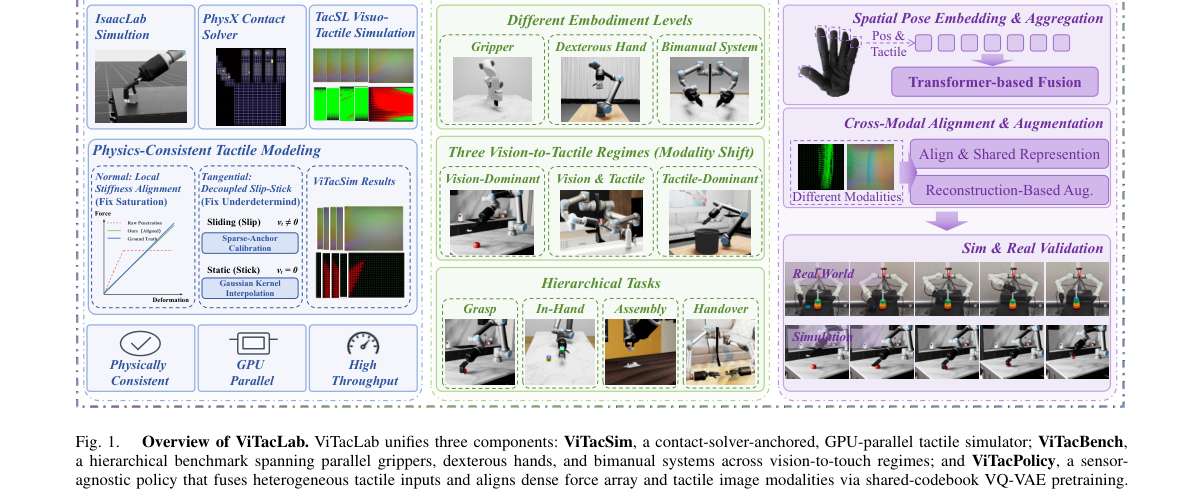 IsaacLab
Simultion
PhysX Contact
Solver
TacSL Visuo-
Tactile Simulation
Physics-Consistent Tactile Modeling
Normal: Local
Stiffness Alignment
(Fix Saturation)
Force
Raw Penetration
Ours (Aligned)
Ground Truth
Deformation
Tangential:
Decoupled Slip-Stick
(Fix Underdetermind)
Sliding (Slip) vₜ ≠ 0
Sparse-Anchor
Calibration
Static (Stick) vₜ = 0
Gaussian Kernel
Interpolation
ViTacSim Results
Physically
Consistent
GPU
Parallel
High
Throughput
Different Embodiment Levels
Gripper
Dexterous Hand
Bimanual System
Three Vision-to-Tactile Regimes (Modality Shift)
Vision-Dominant
Vision & Tactile
Tactile-Dominant
Hierarchical Tasks
Grasp
In-Hand
Assembly
Handover
Spatial Pose Embedding & Aggregation
Pos &
Tactile
Transformer-based Fusion
Cross-Modal Alignment & Augmentation
Different Modalities
Align & Shared Represention
Reconstruction-Based Aug.
Sim & Real Validation
Real World
Simulation
Fig. 1. Overview of ViTacLab. ViTacLab unifies three components: ViTacSim, a contact-solver-anchored, GPU-parallel tactile simulator; ViTacBench,
a hierarchical benchmark spanning parallel grippers, dexterous hands, and bimanual systems across vision-to-touch regimes; and ViTacPolicy, a sensor-
agnostic policy that fuses heterogeneous tactile inputs and aligns dense force array and tactile image modalities via shared-codebook VQ-VAE pretraining.